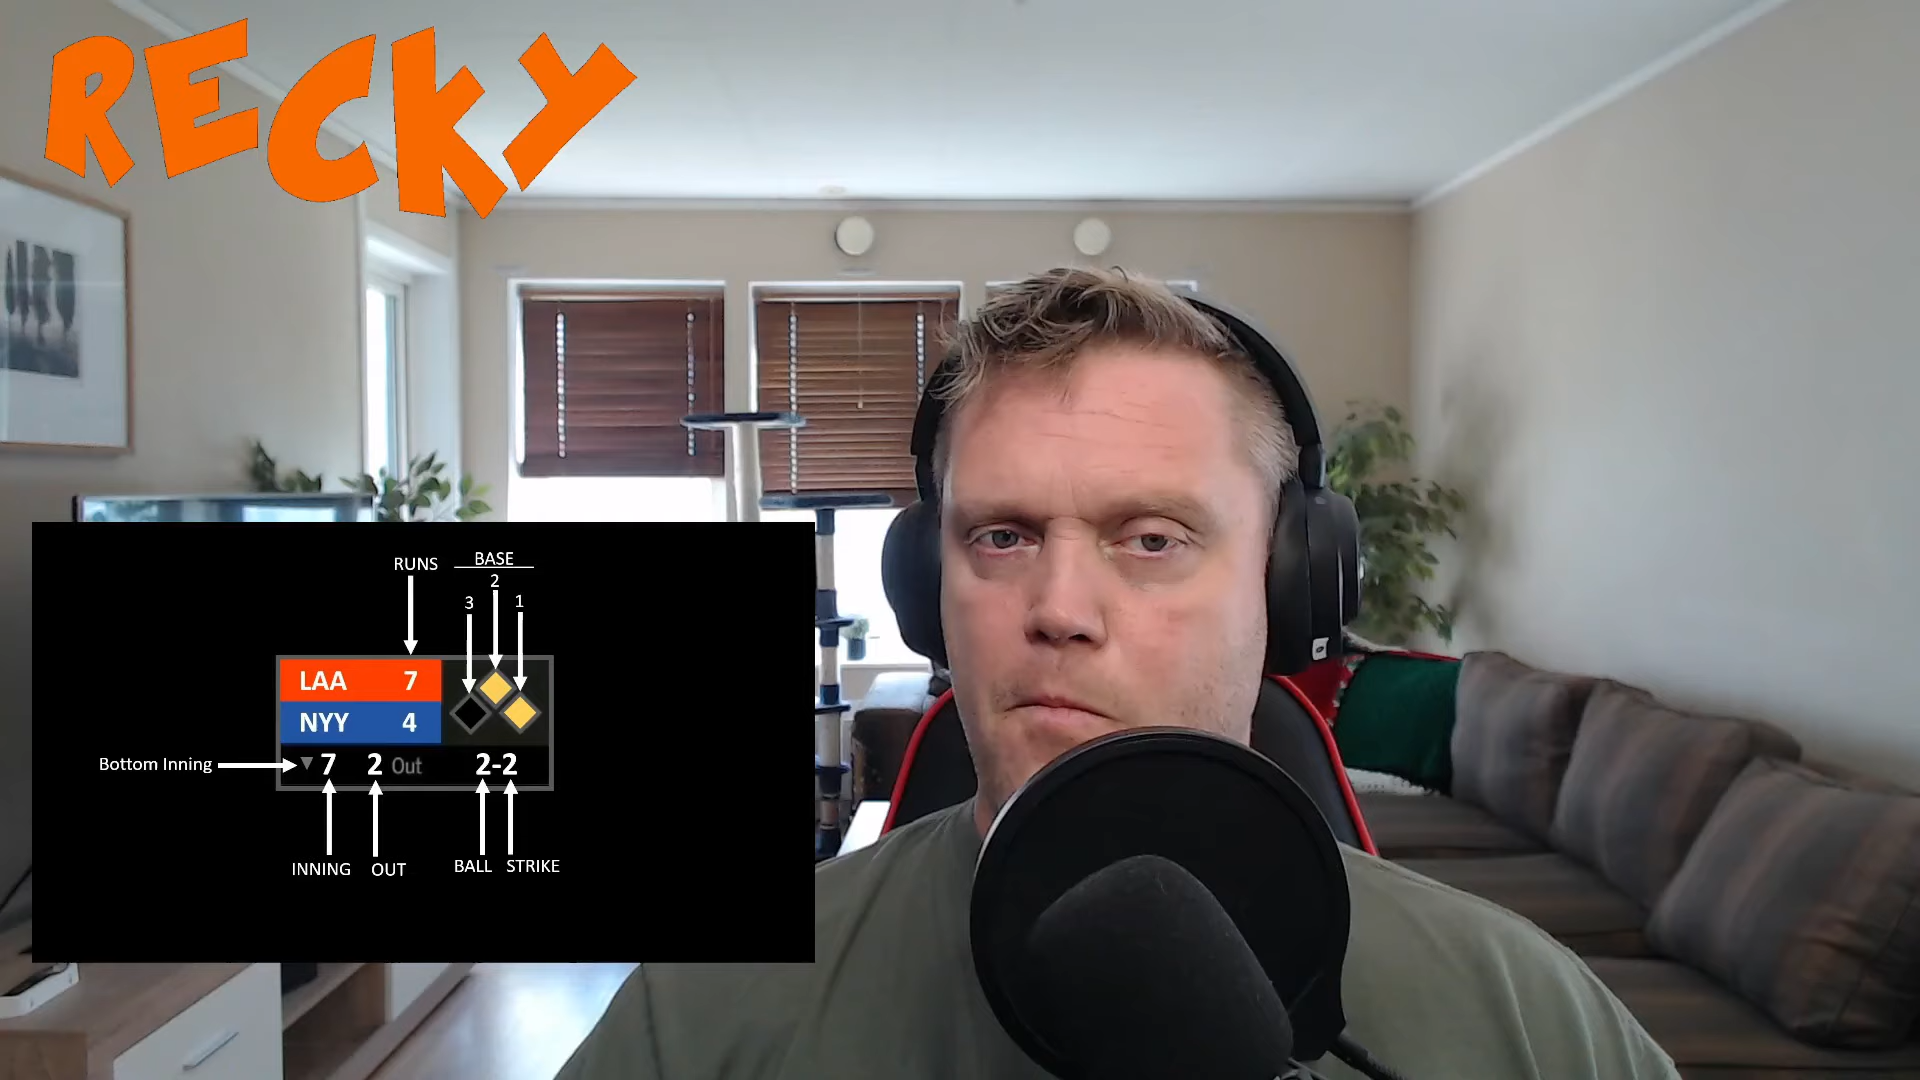 RECKY
RUNS
BASE
2
3
1
LAA 7
NYY 4
Bottom Inning
▼ 7 2 Out 2-2
INNING OUT BALL STRIKE